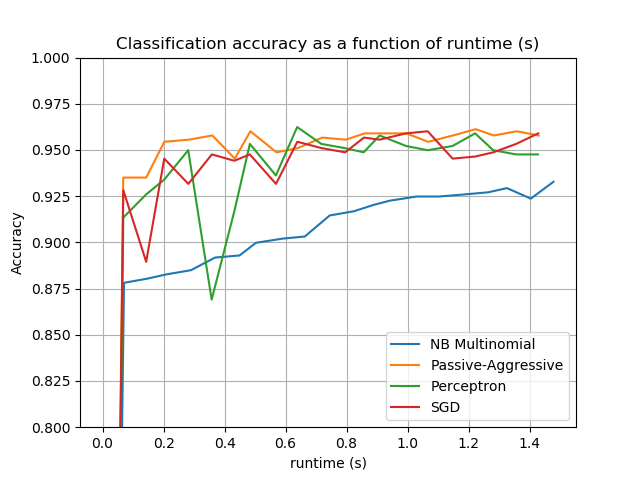 Classification accuracy as a function of runtime (s)
1.000
0.975
0.950
0.925
0.900
0.875
0.850
0.825
0.800
Accuracy
NB Multinomial
Passive-Aggressive
Perceptron
SGD
0.0 0.2 0.4 0.6 0.8 1.0 1.2 1.4
runtime (s)